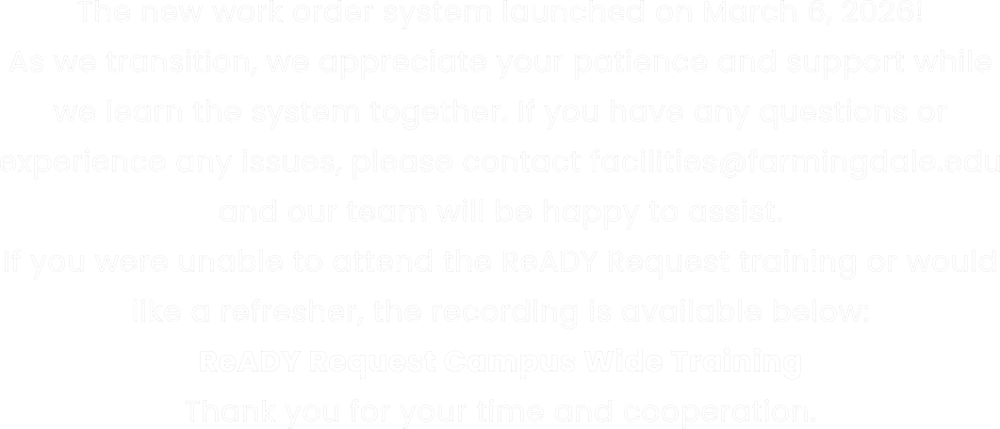 The new work order system launched on March 6, 2026!
As we transition, we appreciate your patience and support while
we learn the system together. If you have any questions or
experience any issues, please contact facilities@farmingdale.edu
and our team will be happy to assist.
If you were unable to attend the ReADY Request training or would
like a refresher, the recording is available below:
ReADY Request Campus Wide Training
Thank you for your time and cooperation.